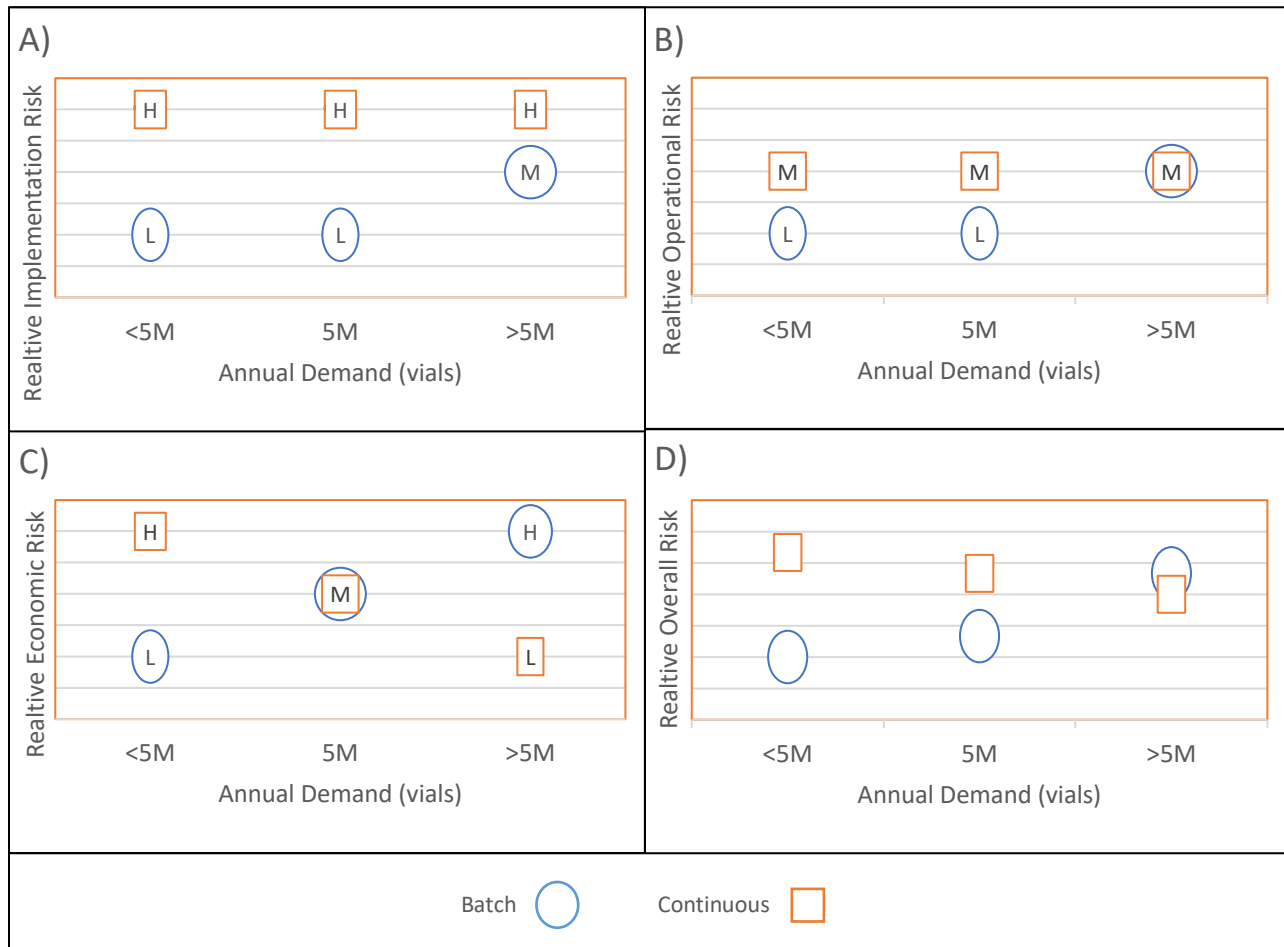 A)
Realtive Implementation Risk
H H H
M
L L
<5M 5M >5M
Annual Demand (vials)
B)
Realtive Operational Risk
M M M
L L
<5M 5M >5M
Annual Demand (vials)
C)
Realtive Economic Risk
H H
M
L L
<5M 5M >5M
Annual Demand (vials)
D)
Realtive Overall Risk
<5M 5M >5M
Annual Demand (vials)
Batch Continuous